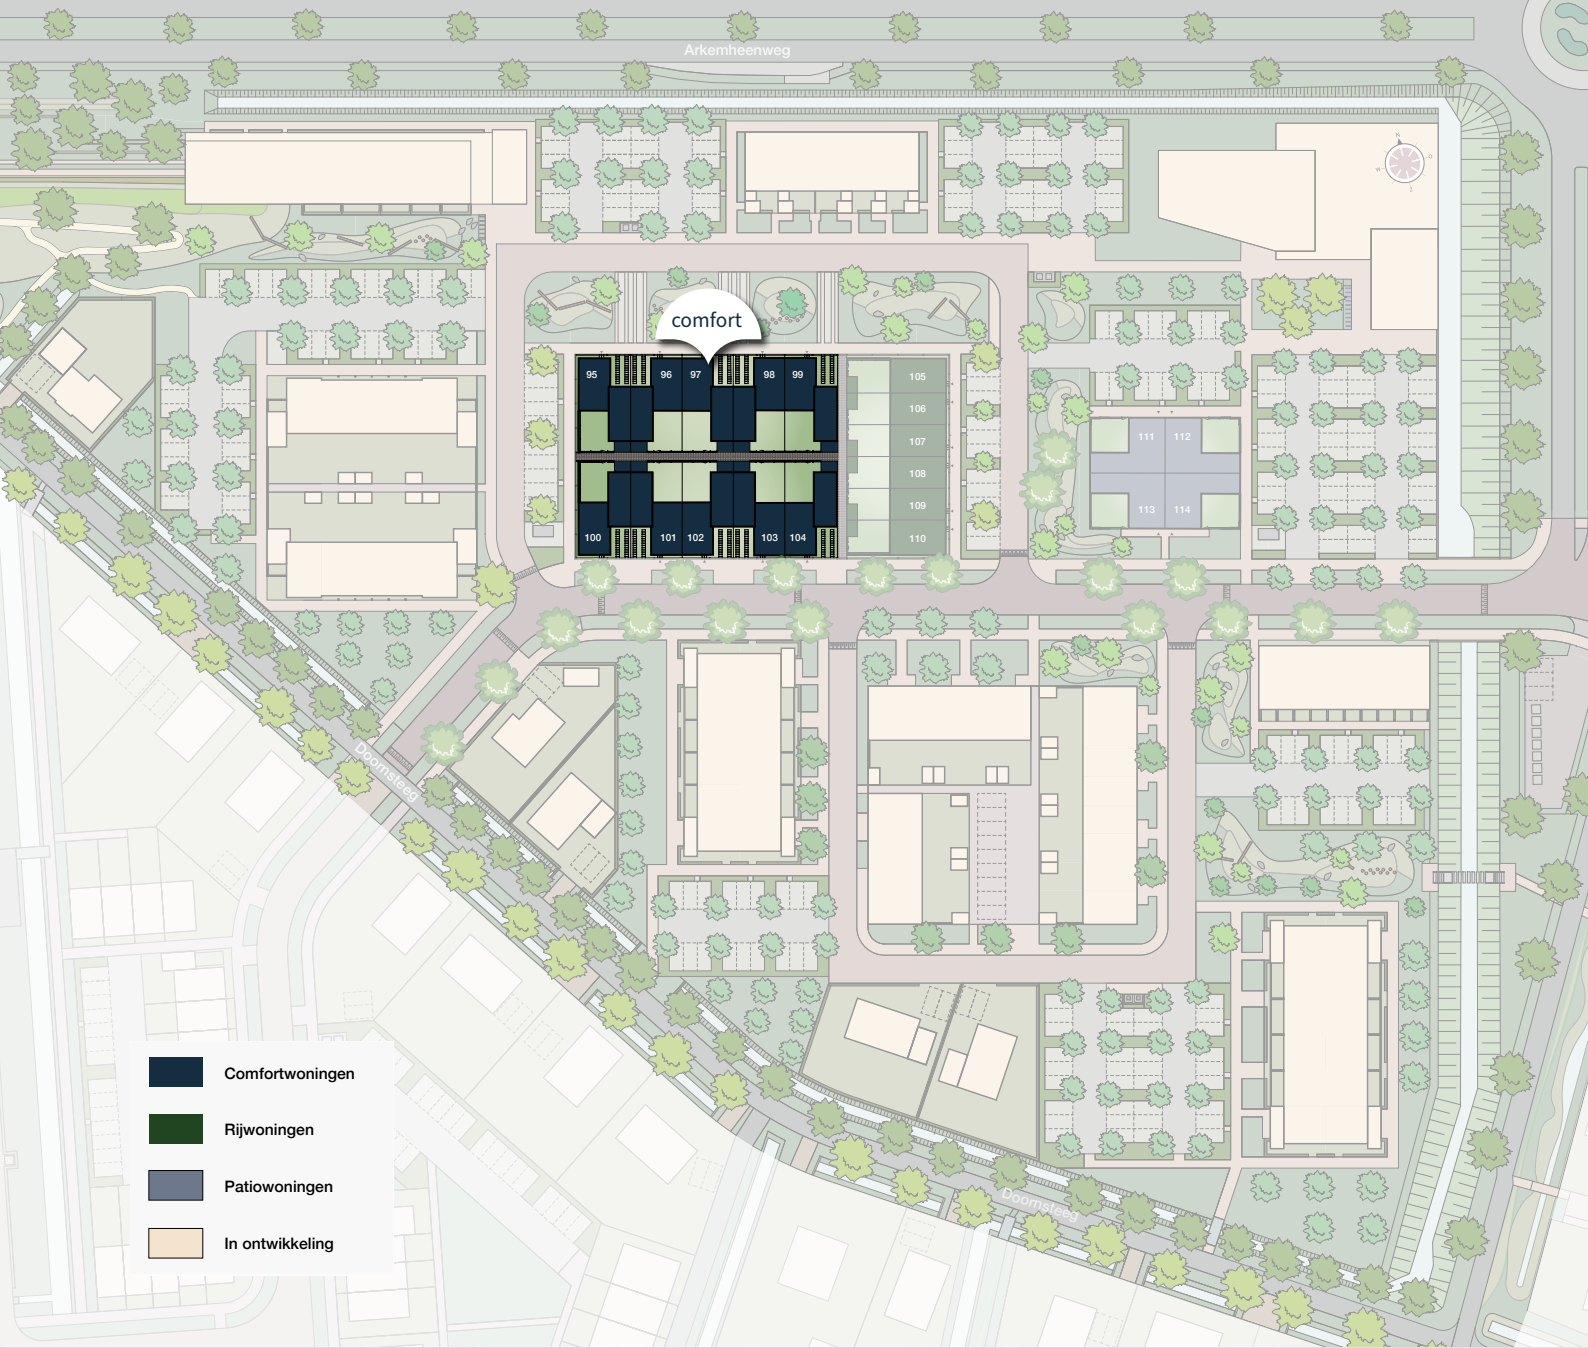 Arkemheenweg
comfort
95 96 97 98 99
105
106
107
108
109
110
100 101 102 103 104
111 112
113 114
Doornsteeg
Doornsteeg
Comfortwoningen
Rijwoningen
Patiowoningen
In ontwikkeling